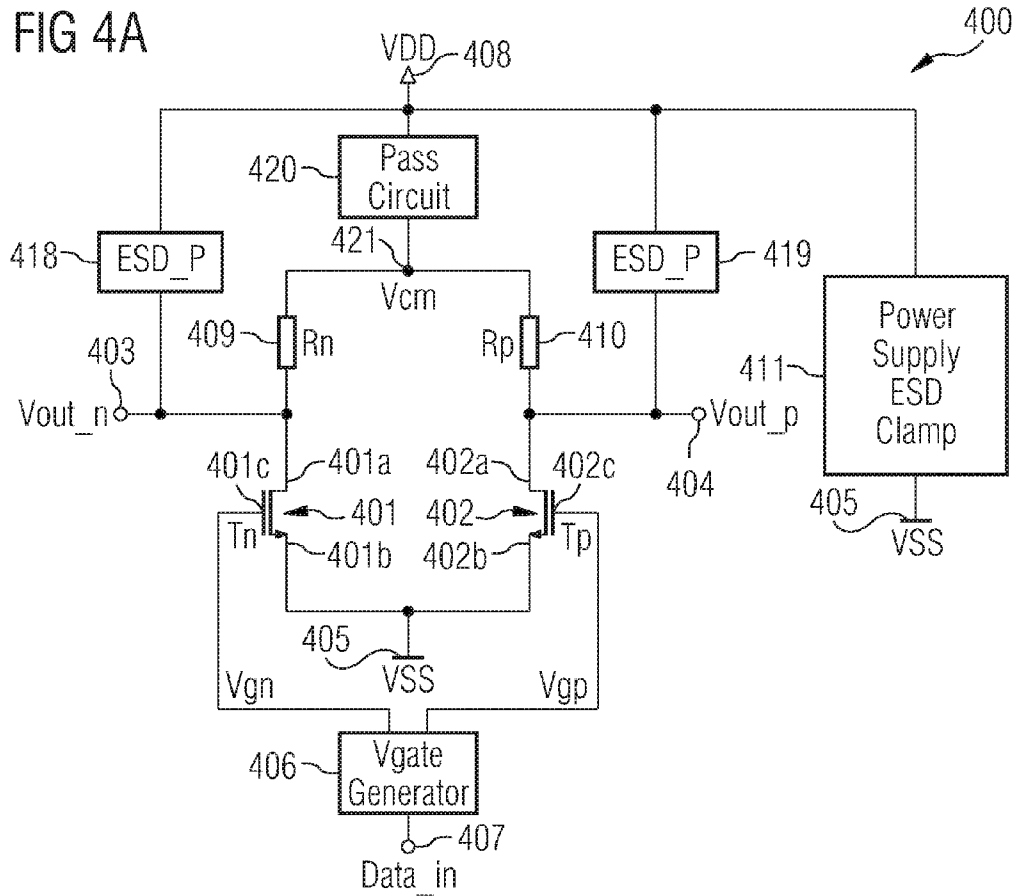 FIG 4A
400
VDD
408
420
Pass
Circuit
418
ESD_P
421
ESD_P
419
Vcm
409
Rn
Rp
410
411
Power
Supply
ESD
Clamp
403
Vout_n
Vout_p
404
401c
401a
402a
402c
401
402
Tn
401b
402b
Tp
405
VSS
405
VSS
Vgn
Vgp
406
Vgate
Generator
407
Data_in